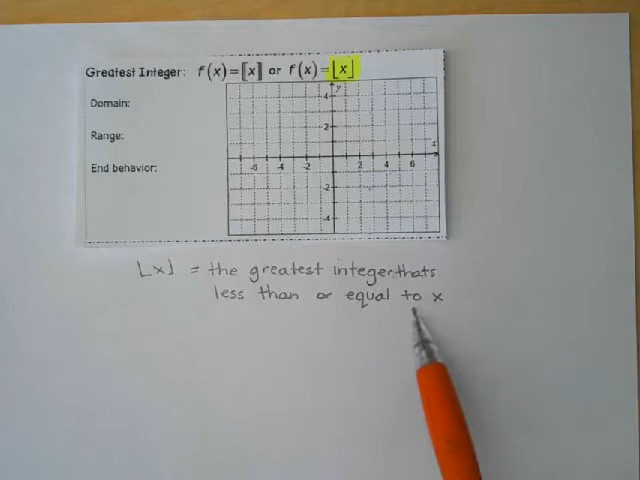 Greatest Integer: f(x)=⟦x⟧ or f(x)=⌊x⌋
Domain:
Range:
End behavior:
y
4
2
x
-6 -4 -2 2 4 6
-2
-4
⌊x⌋ = the greatest integer thats
less than or equal to x